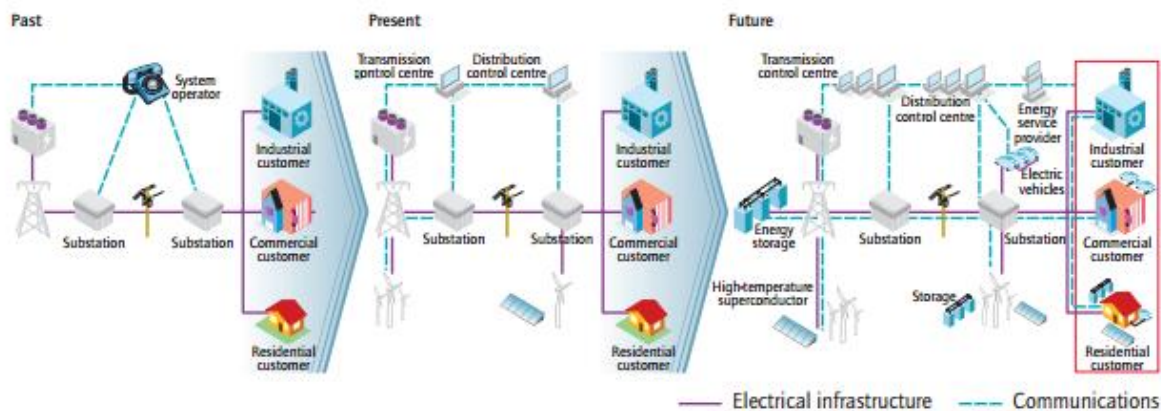 Past
System
operator
Industrial
customer
Substation
Substation
Commercial
customer
Residential
customer
Present
Transmission
control centre
Distribution
control centre
Industrial
customer
Substation
Substation
Commercial
customer
Residential
customer
Future
Transmission
control centre
Distribution
control centre
Energy
service
provider
Industrial
customer
Electric
vehicles
Energy
storage
Substation
Substation
Commercial
customer
High-temperature
superconductor
Storage
Residential
customer
Electrical infrastructure
Communications